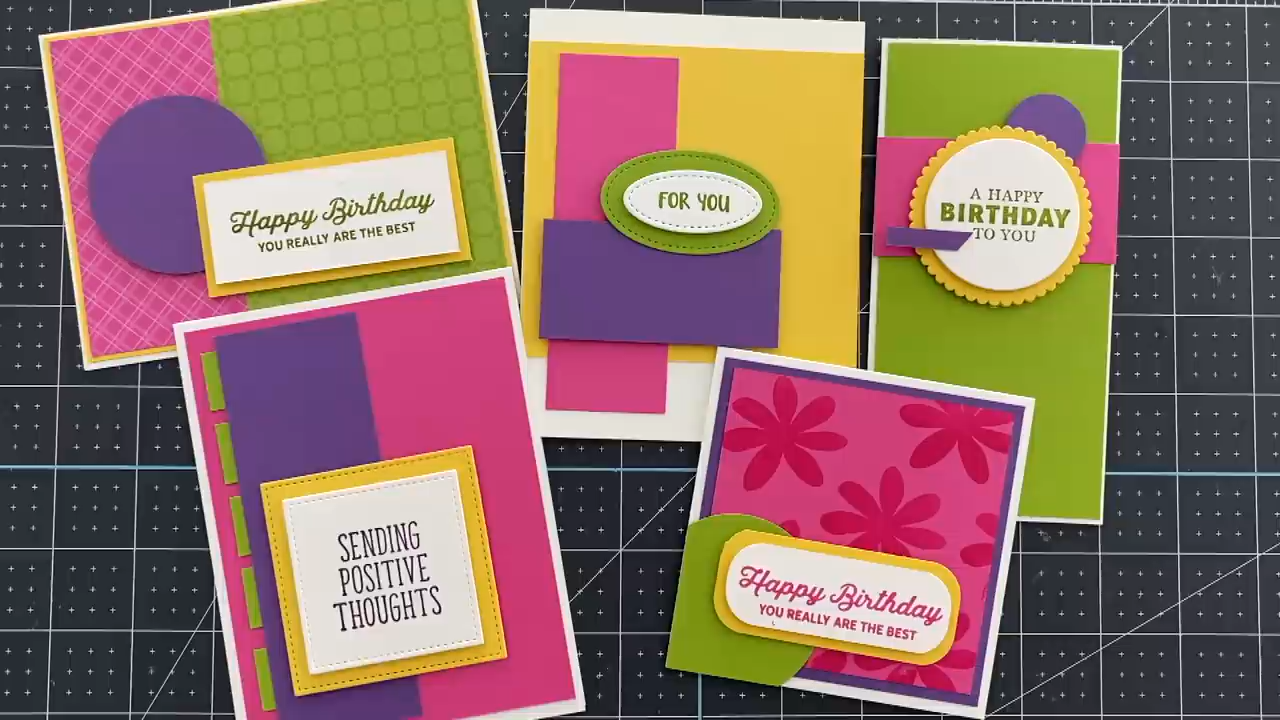 Happy Birthday
YOU REALLY ARE THE BEST
FOR YOU
A HAPPY
BIRTHDAY
TO YOU
SENDING
POSITIVE
THOUGHTS
Happy Birthday
YOU REALLY ARE THE BEST